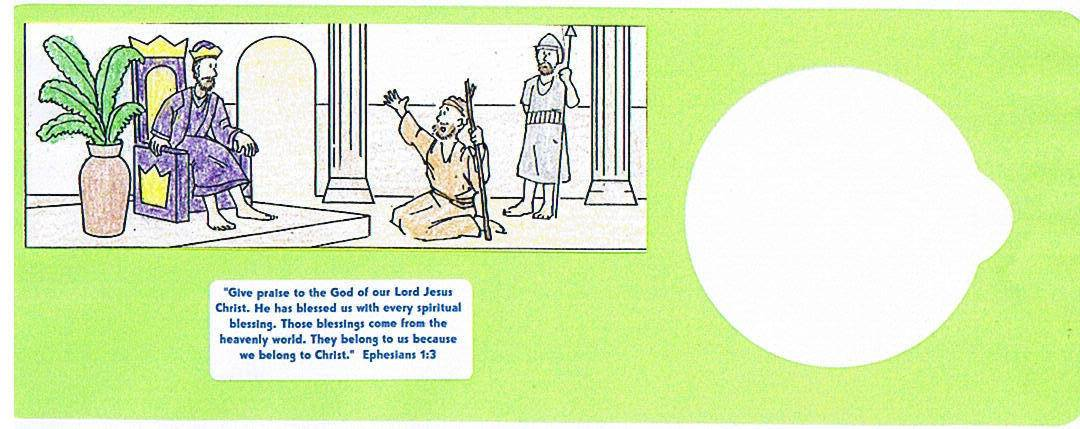 "Give praise to the God of our Lord Jesus
Christ. He has blessed us with every spiritual
blessing. Those blessings come from the
heavenly world. They belong to us because
we belong to Christ." Ephesians 1:3